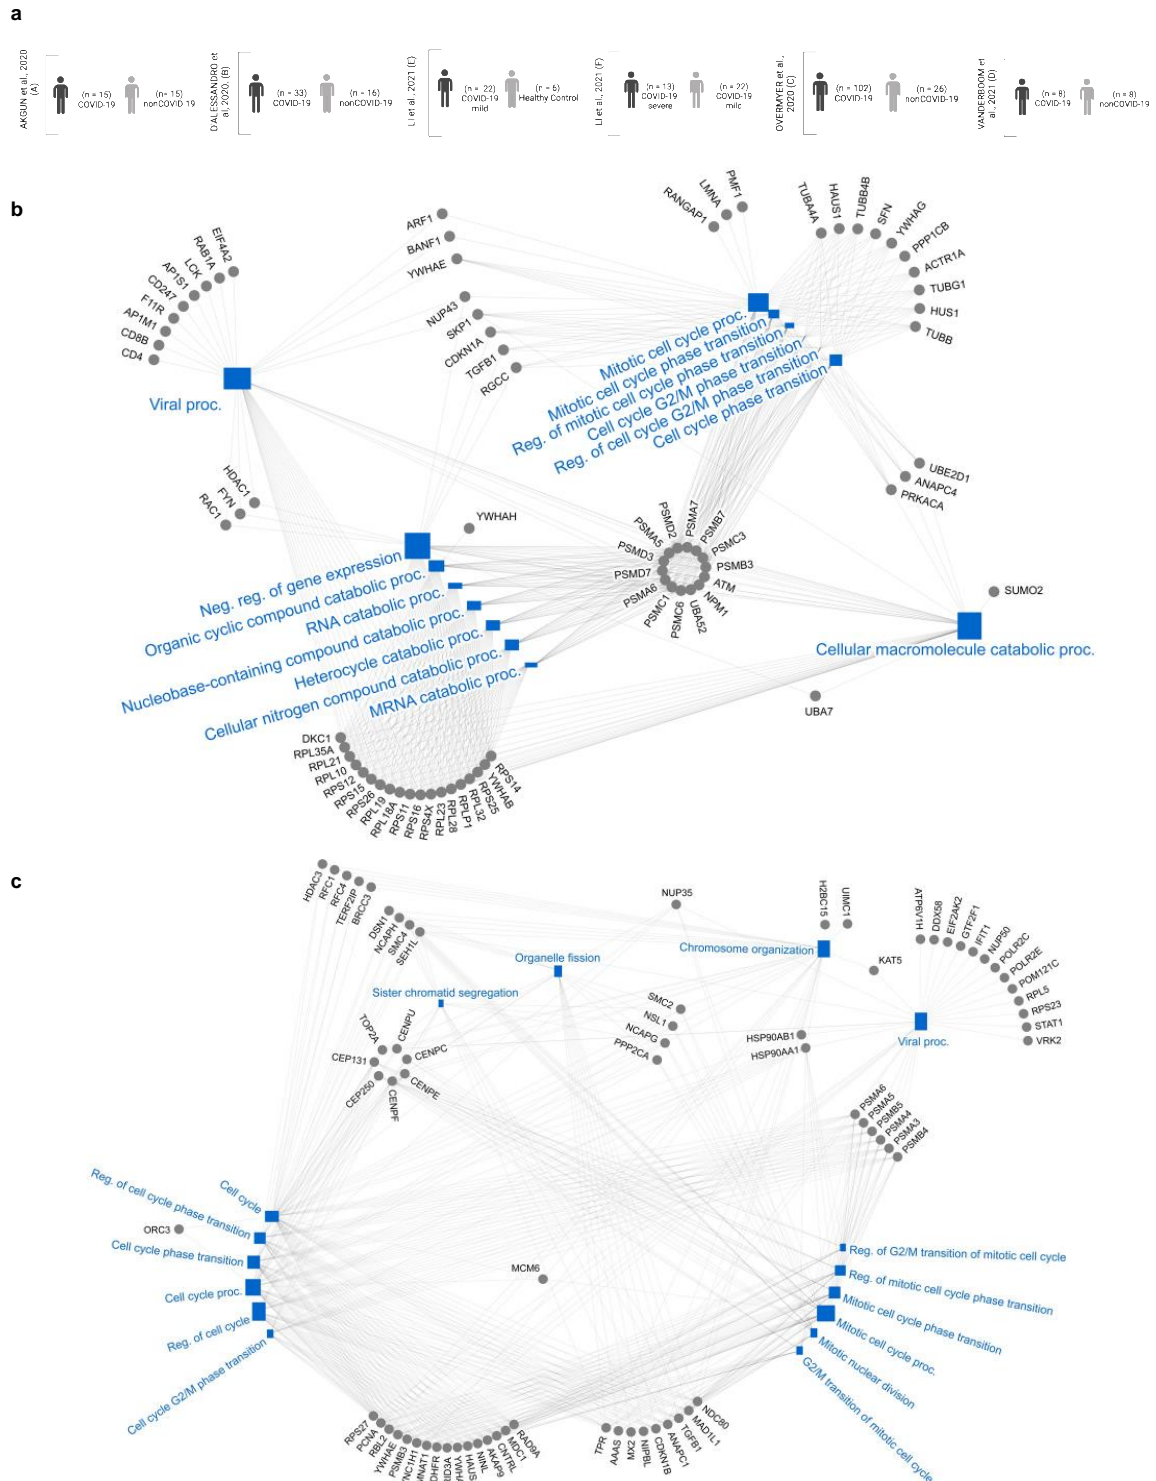 a
AKGUN et al., 2020
(A)
(n = 15)
COVID-19
(n = 15)
nonCOVID 19
DALESSANDRO et
al, 2020, (B)
(n = 33)
COVID-19
(n = 16)
nonCOVID-19
LI et al., 2021 (E)
(n = 22)
COVID-19
mild
Healthy Control
LI et al., 2021 (F)
(n = 13)
COVID-19
severe
(n = 22)
COVID-19
OVERMYER et al,
2020 (C)
(n = 102)
COVID-19
(n = 26)
nonCOVID-19
VANDERBOOM et
al., 2021 (D)
(n = 8)
COVID-19
(n = 8)
nonCOVID-19
b
EIF4A2
RAB1A
LCK
AP1S1
CD247
F11R
AP1M1
CD8B
CD4
Viral proc.
ARF1
BANF1
YWHAE
NUP43
SKP1
CDKN1A
TGFB1
RGCC
PMF1
LMNA
RANGAP1
TUBA4A
HAUS1
TUBB4B
SFN
YWHAG
PPP1CB
ACTR1A
TUBG1
HUS1
TUBB
Mitotic cell cycle proc.
Mitotic cell cycle phase transition
Reg. of mitotic cell cycle phase transition
Cell cycle G2/M phase transition
Reg. of cell cycle G2/M phase transition
Cell cycle phase transition
UBE2D1
ANAPC4
PRKACA
HDAC1
FYN
RAC1
YWHAH
PSMA7
PSMB7
PSMC3
PSMB3
ATM
NPM1
UBA52
PSMC6
PSMC1
PSMA6
PSMD7
PSMD3
PSMA5
PSMD2
SUMO2
Cellular macromolecule catabolic proc.
UBA7
Neg. reg. of gene expression
Organic cyclic compound catabolic proc.
RNA catabolic proc.
Nucleobase-containing compound catabolic proc.
Heterocycle catabolic proc.
Cellular nitrogen compound catabolic proc.
MRNA catabolic proc.
DKC1
RPL35A
RPL21
RPL10
RPS12
RPS15
RPS26
RPL19
RPL18A
RPS11
RPS16
RPS4X
RPL23
RPL28
RPLP1
RPL32
RPS25
YWHAB
RPS14
c
HDAC3
RFC1
RFC4
TERF2IP
BRCC3
DSN1
NCAPH
SMC4
SEH1L
NUP35
H2BC15
UIMC1
KAT5
Chromosome organization
Organelle fission
Sister chromatid segregation
ATP6V1H
DDX58
EIF2AK2
GTF2F1
IFIT1
NUP50
POLR2C
POLR2E
POM121C
RPL5
RPS23
STAT1
VRK2
Viral proc.
TOP2A
CENPU
CENPC
CEP131
CENPE
CEP250
CENPF
SMC2
NSL1
NCAPG
PPP2CA
HSP90AB1
HSP90AA1
PSMA6
PSMA5
PSMB5
PSMA4
PSMA3
PSMB4
Cell cycle
Reg. of cell cycle phase transition
ORC3
Cell cycle phase transition
Cell cycle proc.
Reg. of cell cycle
Cell cycle G2/M phase transition
MCM6
Reg. of G2/M transition of mitotic cell cycle
Reg. of mitotic cell cycle phase transition
Mitotic cell cycle phase transition
Mitotic cell cycle proc.
Mitotic nuclear division
G2/M transition of mitotic cell cycle
RPS27
PCNA
RBL2
YWHAE
PSMB3
NINL
AKAP9
CNTRL
MDC1
RAD9A
TPR
AAAS
MX2
NIPBL
CDKN1B
ANAPC1
TGFB1
MAD1L1
NDC80